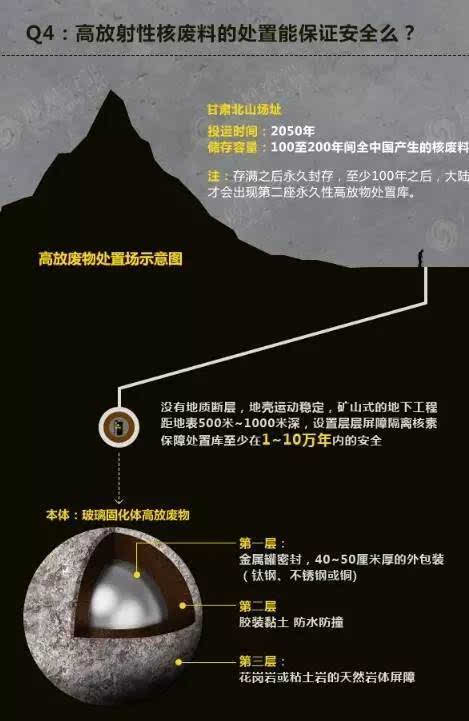 Q4：高放射性核废料的处置能保证安全么？
甘肃北山场址
投运时间：2050年
储存容量：100至200年间全中国产生的核废料
注：存满之后永久封存，至少100年之后，大陆
才会出现第二座永久性高放物处置库。
高放废物处置场示意图
没有地质断层，地壳运动稳定，矿山式的地下工程
距地表500米~1000米深，设置层层屏障隔离核素
保障处置库至少在1~10万年内的安全
本体：玻璃固化体高放废物
第一层：
金属罐密封，40~50厘米厚的外包装
（钛钢、不锈钢或铜)
第二层
胶装黏土 防水防撞
第三层：
花岗岩或粘土岩的天然岩体屏障